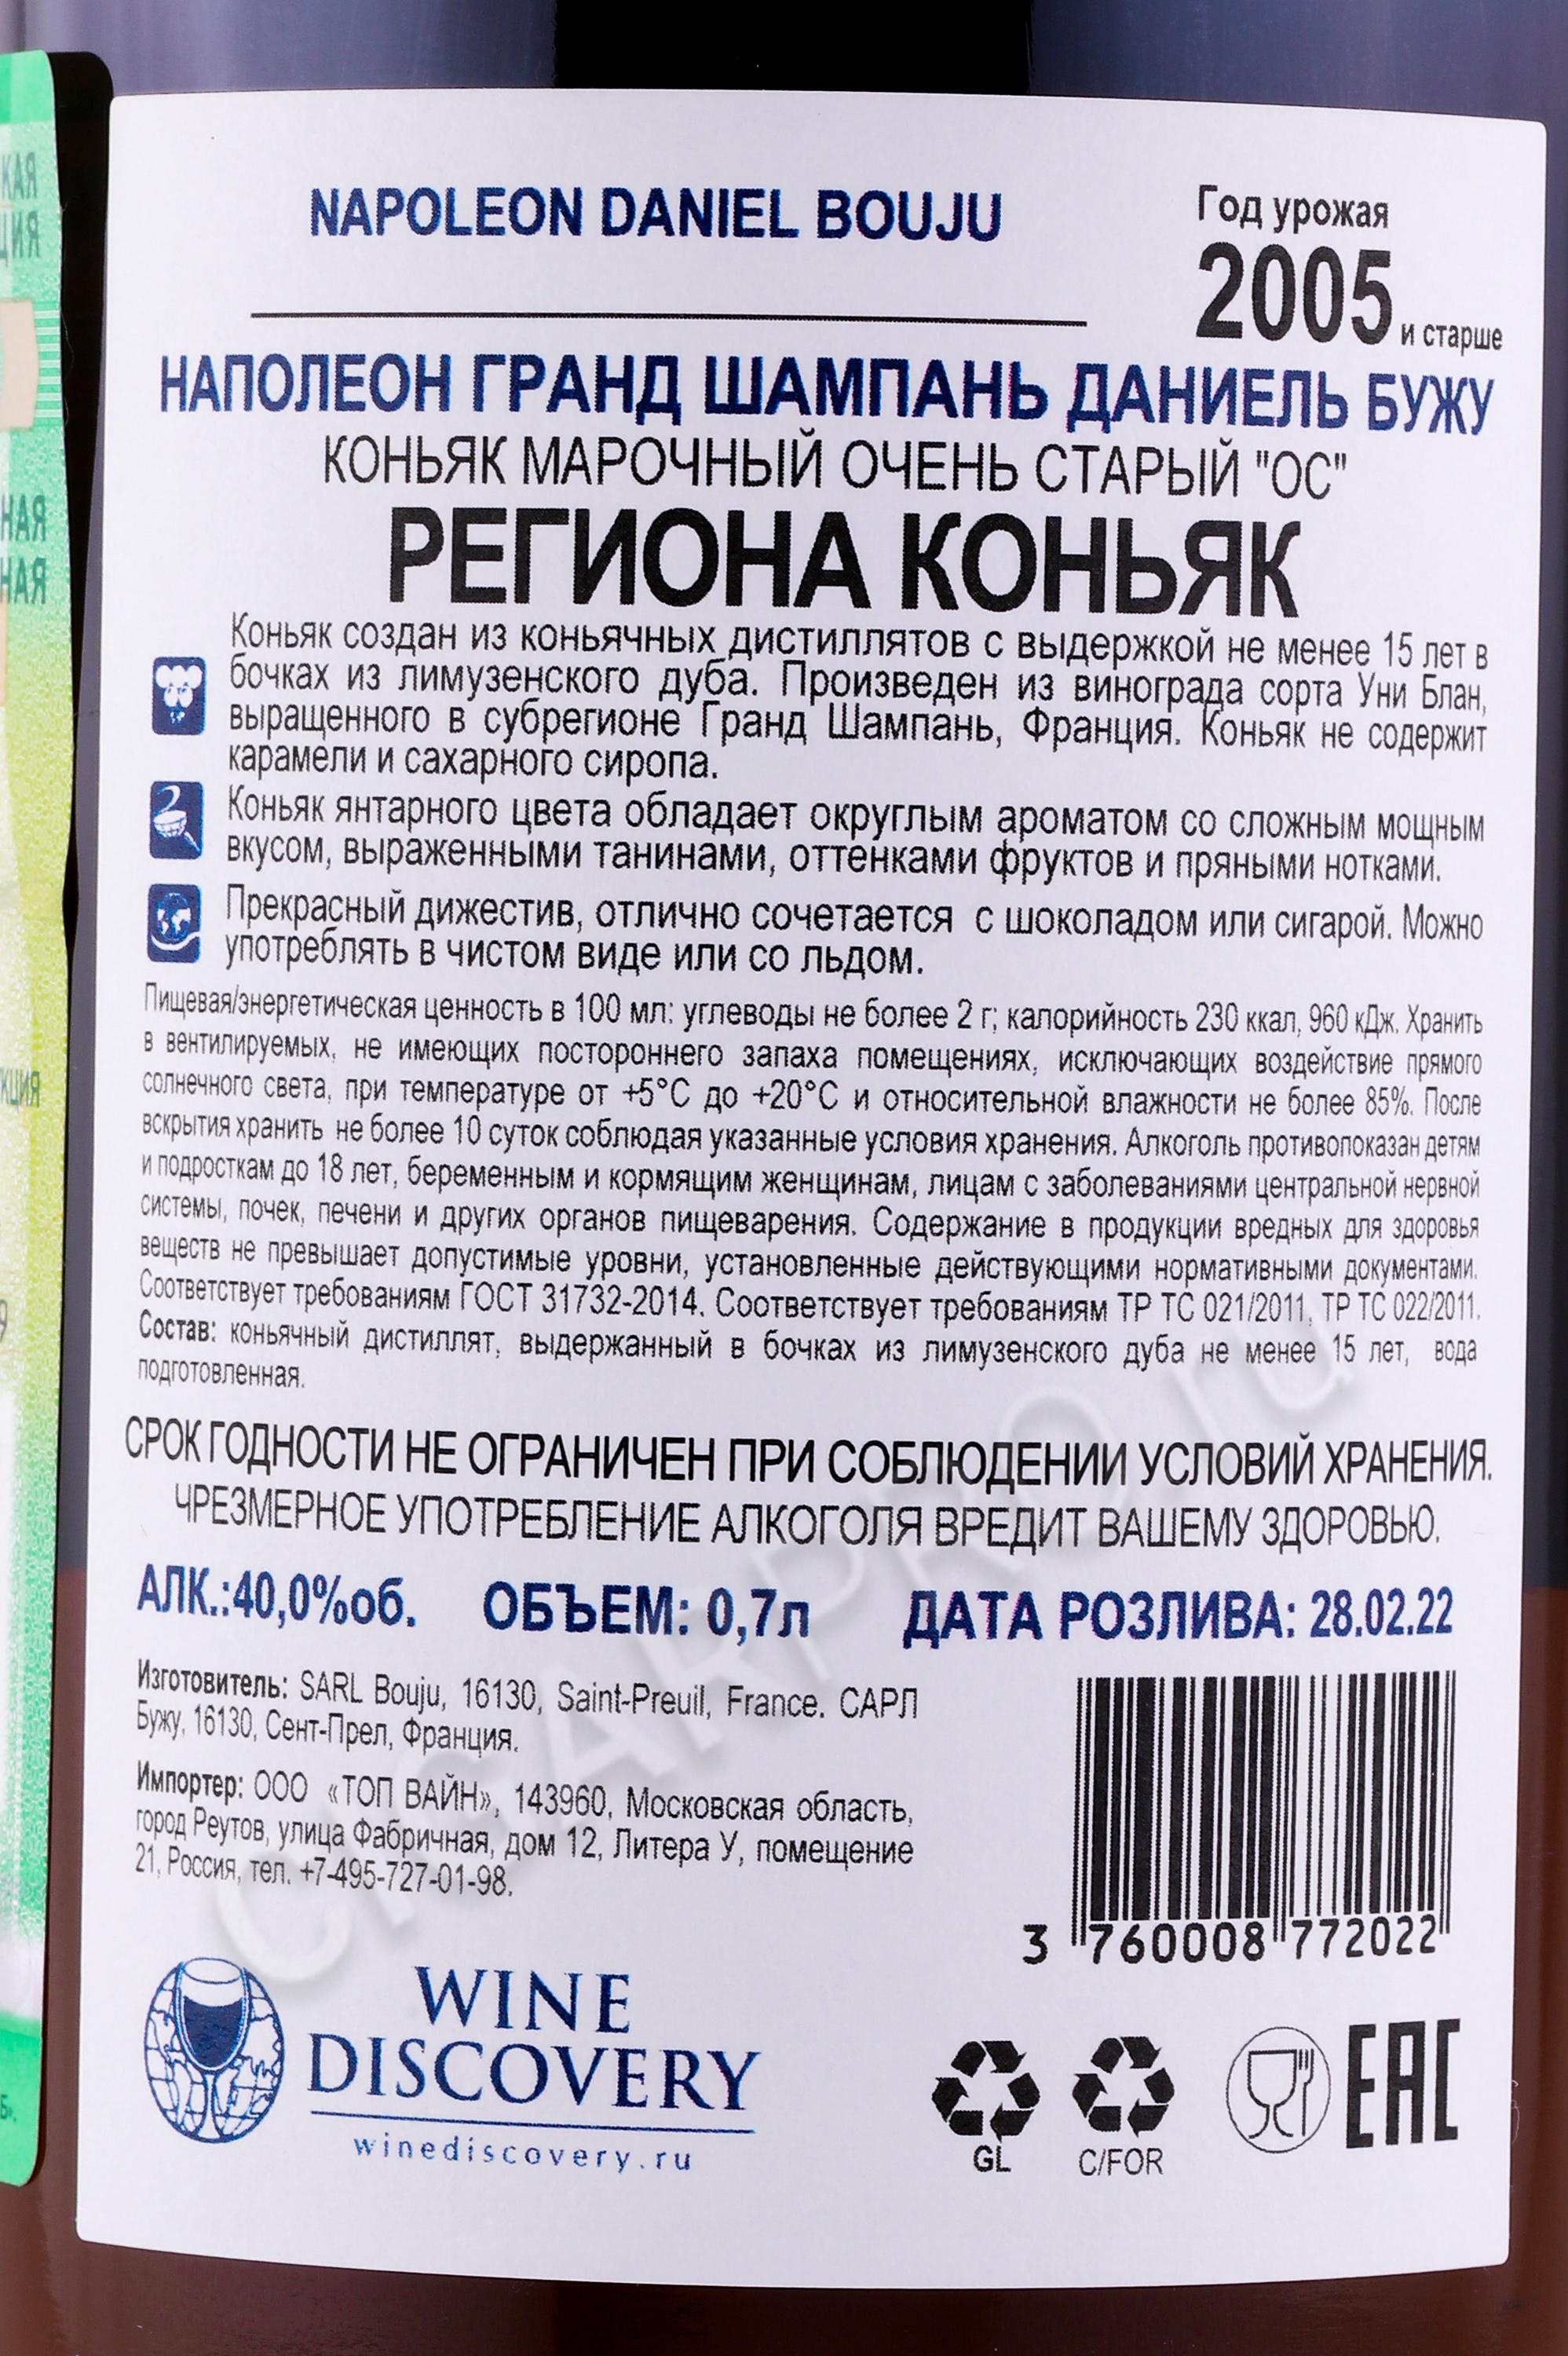 NAPOLEON DANIEL BOUJU
Год урожая
2005 и старше
НАПОЛЕОН ГРАНД ШАМПАНЬ ДАНИЕЛЬ БУЖУ
КОНЬЯК МАРОЧНЫЙ ОЧЕНЬ СТАРЫЙ "ОС"
РЕГИОНА КОНЬЯК
Коньяк создан из коньячных дистиллятов с выдержкой не менее 15 лет в
бочках из лимузенского дуба. Произведен из винограда сорта Уни Блан,
выращенного в субрегионе Гранд Шампань, Франция. Коньяк не содержит
карамели и сахарного сиропа.
Коньяк янтарного цвета обладает округлым ароматом со сложным мощным
вкусом, выраженными танинами, оттенками фруктов и пряными нотками.
Прекрасный дижестив, отлично сочетается с шоколадом или сигарой. Можно
употреблять в чистом виде или со льдом.
Пищевая/энергетическая ценность в 100 мл: углеводы не более 2 г; калорийность 230 ккал, 960 кДж. Хранить
в вентилируемых, не имеющих постороннего запаха помещениях, исключающих воздействие прямого
солнечного света, при температуре от +5°С до +20°С и относительной влажности не более 85%. После
вскрытия хранить не более 10 суток соблюдая указанные условия хранения. Алкоголь противопоказан детям
и подросткам до 18 лет, беременным и кормящим женщинам, лицам с заболеваниями центральной нервной
системы, почек, печени и других органов пищеварения. Содержание в продукции вредных для здоровья
веществ не превышает допустимые уровни, установленные действующими нормативными документами.
Соответствует требованиям ГОСТ 31732-2014. Соответствует требованиям ТР ТС 021/2011, ТР ТС 022/2011.
Состав: коньячный дистиллят, выдержанный в бочках из лимузенского дуба не менее 15 лет, вода
подготовленная.
СРОК ГОДНОСТИ НЕ ОГРАНИЧЕН ПРИ СОБЛЮДЕНИИ УСЛОВИЙ ХРАНЕНИЯ.
ЧРЕЗМЕРНОЕ УПОТРЕБЛЕНИЕ АЛКОГОЛЯ ВРЕДИТ ВАШЕМУ ЗДОРОВЬЮ.
АЛК.:40,0%об. ОБЪЕМ: 0,7л ДАТА РОЗЛИВА: 28.02.22
Изготовитель: SARL Bouju, 16130, Saint-Preuil, France. САРЛ
Бужу, 16130, Сент-Прел, Франция.
Импортер: ООО «ТОП ВАЙН», 143960, Московская область,
город Реутов, улица Фабричная, дом 12, Литера У, помещение
21, Россия, тел. +7-495-727-01-98.
3 760008 772022
WINE
DISCOVERY
winediscovery.ru
GL
C/FOR
EAC
CIGARPRO.ru